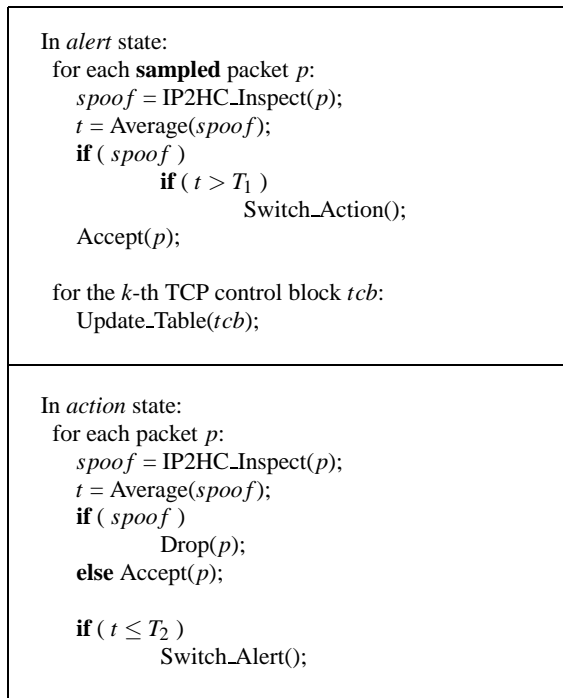 In alert state:
for each sampled packet p:
spoof = IP2HC_Inspect(p);
t = Average(spoof);
if ( spoof )
if ( t > T1 )
Switch_Action();
Accept(p);
for the k-th TCP control block tcb:
Update_Table(tcb);
In action state:
for each packet p:
spoof = IP2HC_Inspect(p);
t = Average(spoof);
if ( spoof )
Drop(p);
else Accept(p);
if ( t ≤ T2 )
Switch_Alert();